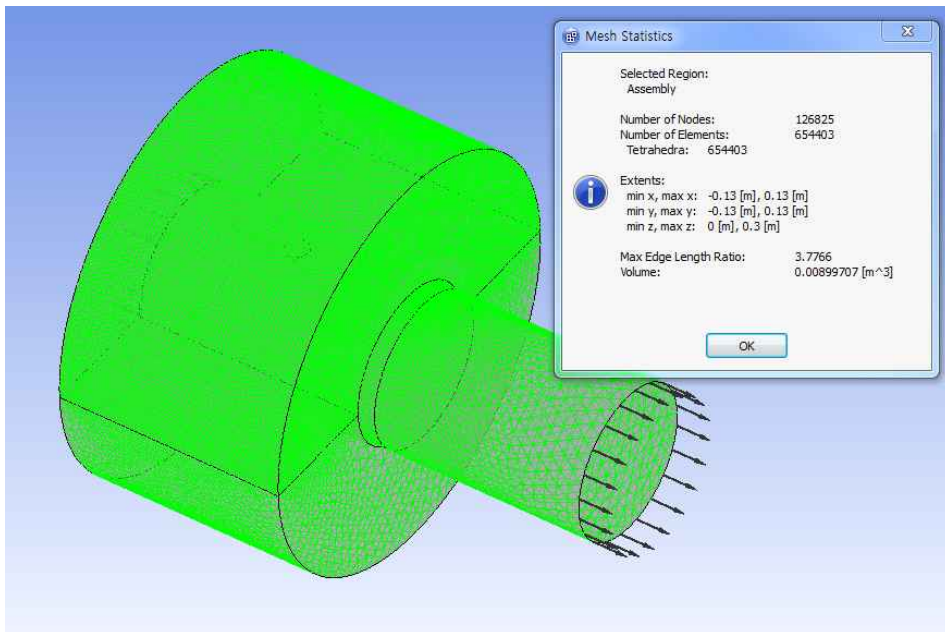 Mesh Statistics
Selected Region:
Assembly
Number of Nodes: 126825
Number of Elements: 654403
Tetrahedra: 654403
Extents:
min x, max x: -0.13 [m], 0.13 [m]
min y, max y: -0.13 [m], 0.13 [m]
min z, max z: 0 [m], 0.3 [m]
Max Edge Length Ratio: 3.7766
Volume: 0.00899707 [m^3]
OK